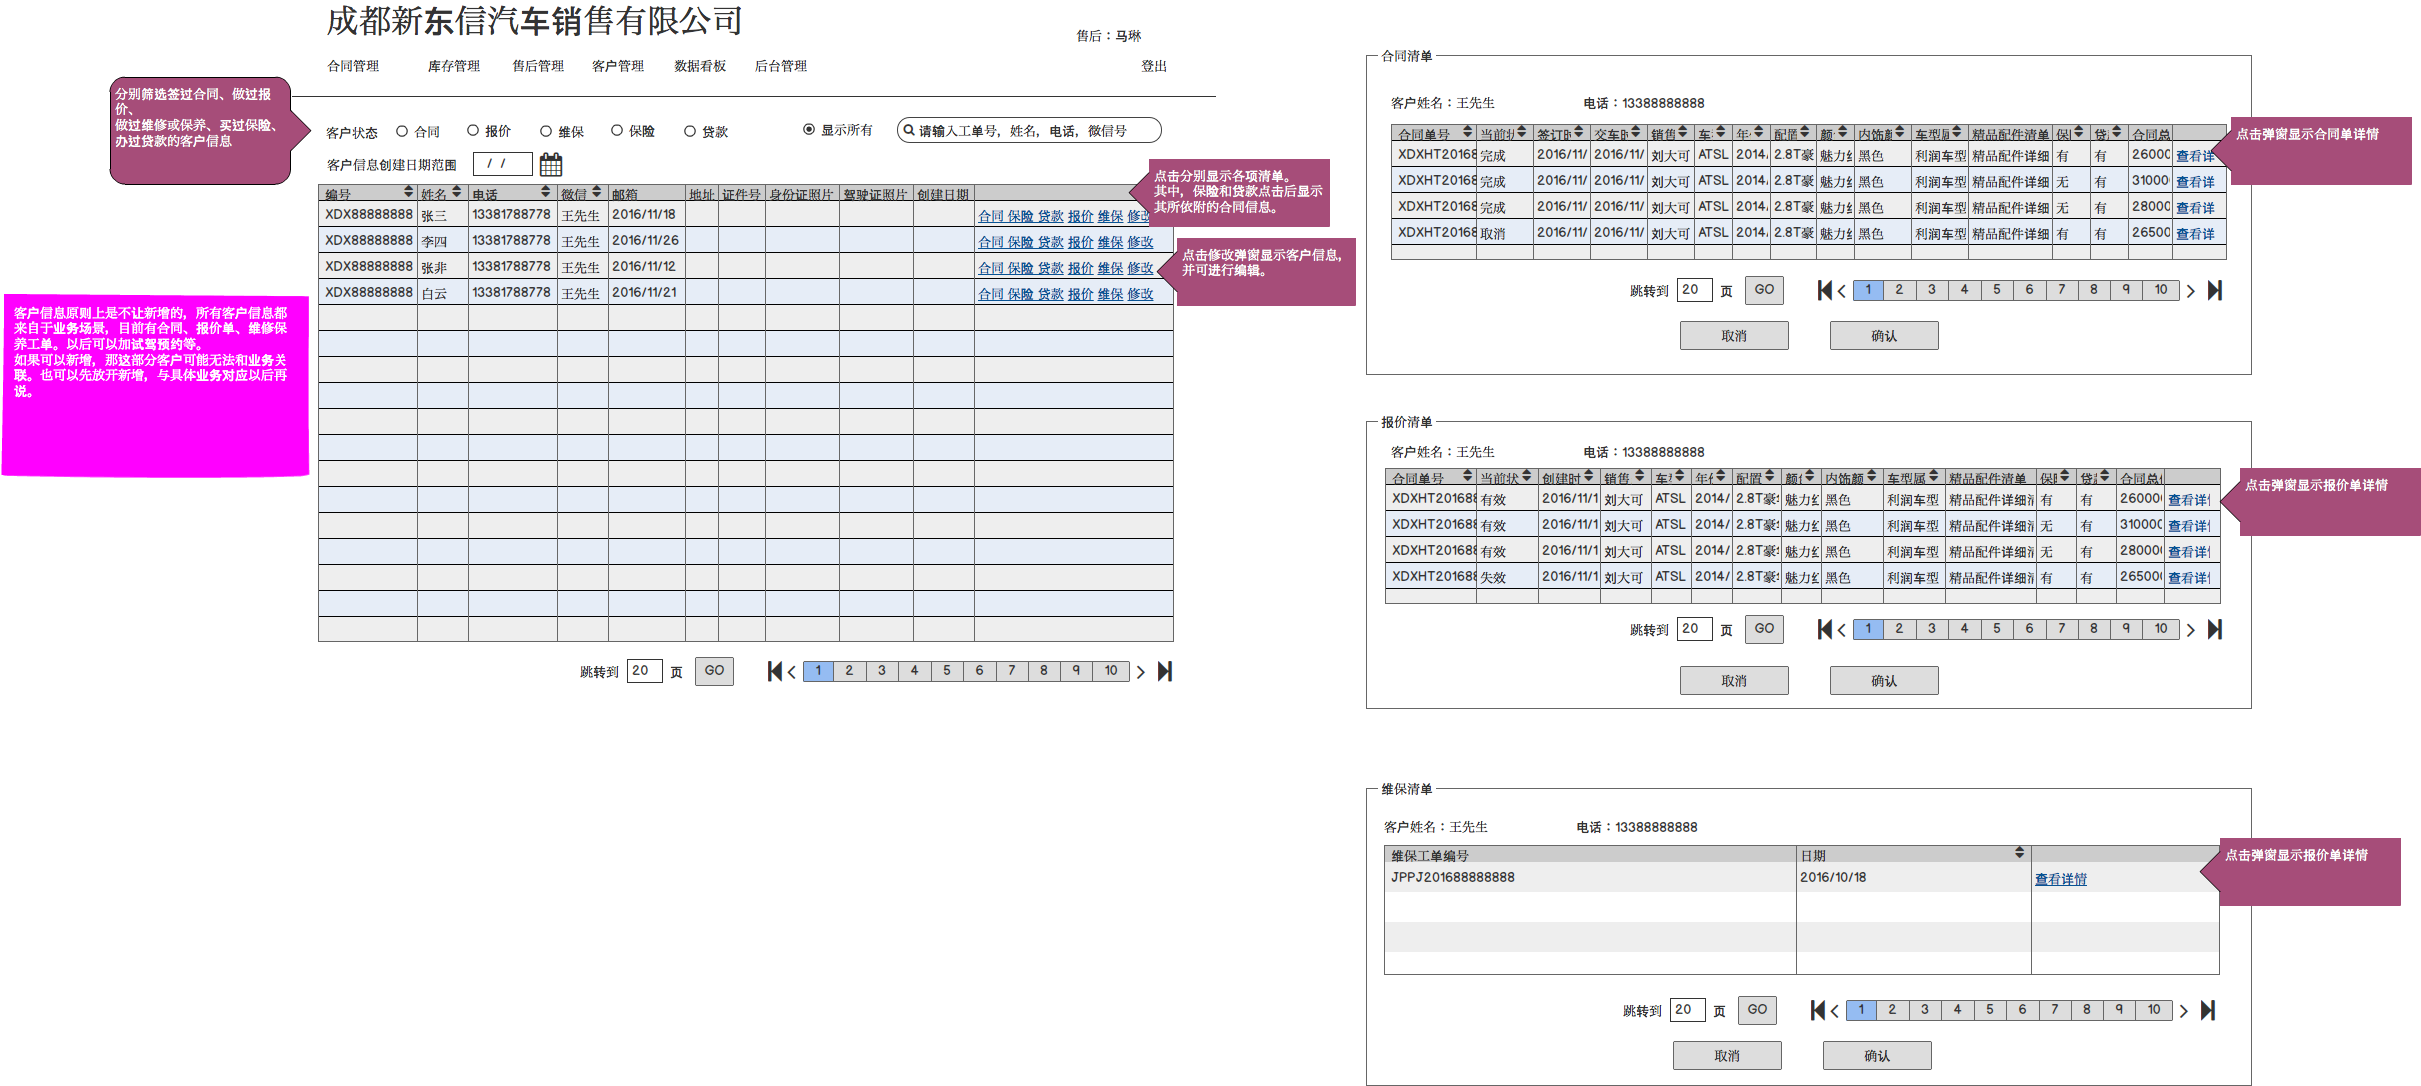 成都新东信汽车销售有限公司
售后：马琳
合同管理 库存管理 售后管理 客户管理 数据看板 后台管理 登出
分别筛选签过合同、做过报
价、
做过维修或保养、买过保险、
办过贷款的客户信息
客户状态 合同 报价 维保 保险 贷款 显示所有 请输入工单号，姓名，电话，微信号
客户信息创建日期范围 / /
编号 姓名 电话 微信 邮箱 地址 证件号 身份证照片 驾驶证照片 创建日期
XDX88888888 张三 13381788778 王先生 2016/11/18 合同 保险 贷款 报价 维保 修改
XDX88888888 李四 13381788778 王先生 2016/11/26 合同 保险 贷款 报价 维保 修改
XDX88888888 张非 13381788778 王先生 2016/11/12 合同 保险 贷款 报价 维保 修改
XDX88888888 白云 13381788778 王先生 2016/11/21 合同 保险 贷款 报价 维保 修改
点击分别显示各项清单。
其中，保险和贷款点击后显示
其所依附的合同信息。
点击修改弹窗显示客户信息，
并可进行编辑。
客户信息原则上是不让新增的，所有客户信息都
来自于业务场景，目前有合同、报价单、维修保
养工单。以后可以加试驾预约等。
如果可以新增，那这部分客户可能无法和业务关
联。也可以先放开新增，与具体业务对应以后再
说。
跳转到 20 页 GO 1 2 3 4 5 6 7 8 9 10
合同清单
客户姓名：王先生 电话：13388888888
合同单号 当前 签订 交车 销售 车 年 配置 颜 内饰 车型属 精品配件清单 保 贷 合同总
XDXHT20168 完成 2016/11/ 2016/11/ 刘大可 ATSL 2014 2.8T豪 魅力 黑色 利润车型 精品配件详细 有 有 26000 查看详
XDXHT20168 完成 2016/11/ 2016/11/ 刘大可 ATSL 2014 2.8T豪 魅力 黑色 利润车型 精品配件详细 无 有 31000 查看详
XDXHT20168 完成 2016/11/ 2016/11/ 刘大可 ATSL 2014 2.8T豪 魅力 黑色 利润车型 精品配件详细 无 有 28000 查看详
XDXHT20168 取消 2016/11/ 2016/11/ 刘大可 ATSL 2014 2.8T豪 魅力 黑色 利润车型 精品配件详细 有 有 26500 查看详
点击弹窗显示合同单详情
跳转到 20 页 GO 1 2 3 4 5 6 7 8 9 10
取消 确认
报价清单
客户姓名：王先生 电话：13388888888
合同单号 当前状 创建时 销售 车 年 配置 颜 内饰颜 车型属 精品配件清单 保 贷 合同总
XDXHT20168 有效 2016/11/1 刘大可 ATSL 2014/ 2.8T豪 魅力 黑色 利润车型 精品配件详细 有 有 26000 查看详
XDXHT20168 有效 2016/11/1 刘大可 ATSL 2014/ 2.8T豪 魅力 黑色 利润车型 精品配件详细 无 有 31000 查看详
XDXHT20168 有效 2016/11/1 刘大可 ATSL 2014/ 2.8T豪 魅力 黑色 利润车型 精品配件详细 无 有 28000 查看详
XDXHT20168 失效 2016/11/1 刘大可 ATSL 2014/ 2.8T豪 魅力 黑色 利润车型 精品配件详细 有 有 26500 查看详
点击弹窗显示报价单详情
跳转到 20 页 GO 1 2 3 4 5 6 7 8 9 10
取消 确认
维保清单
客户姓名：王先生 电话：13388888888
维保工单编号 日期
JPPJ201688888888 2016/10/18 查看详情
点击弹窗显示报价单详情
跳转到 20 页 GO 1 2 3 4 5 6 7 8 9 10
取消 确认